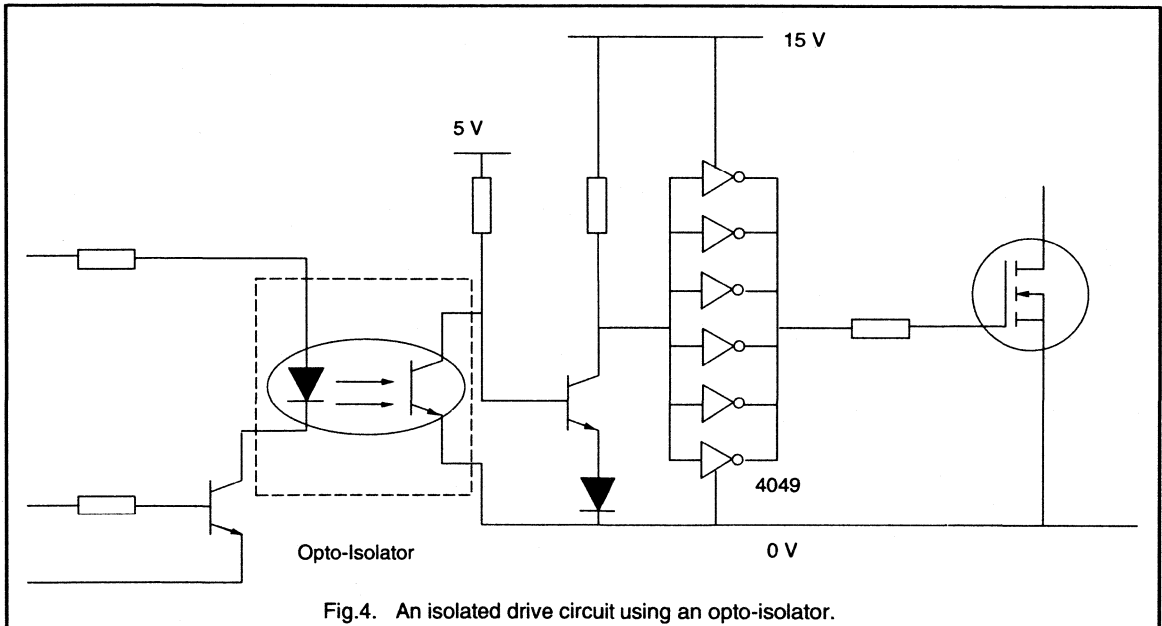 15 V
5 V
4049
Opto-Isolator
0 V
Fig.4. An isolated drive circuit using an opto-isolator.